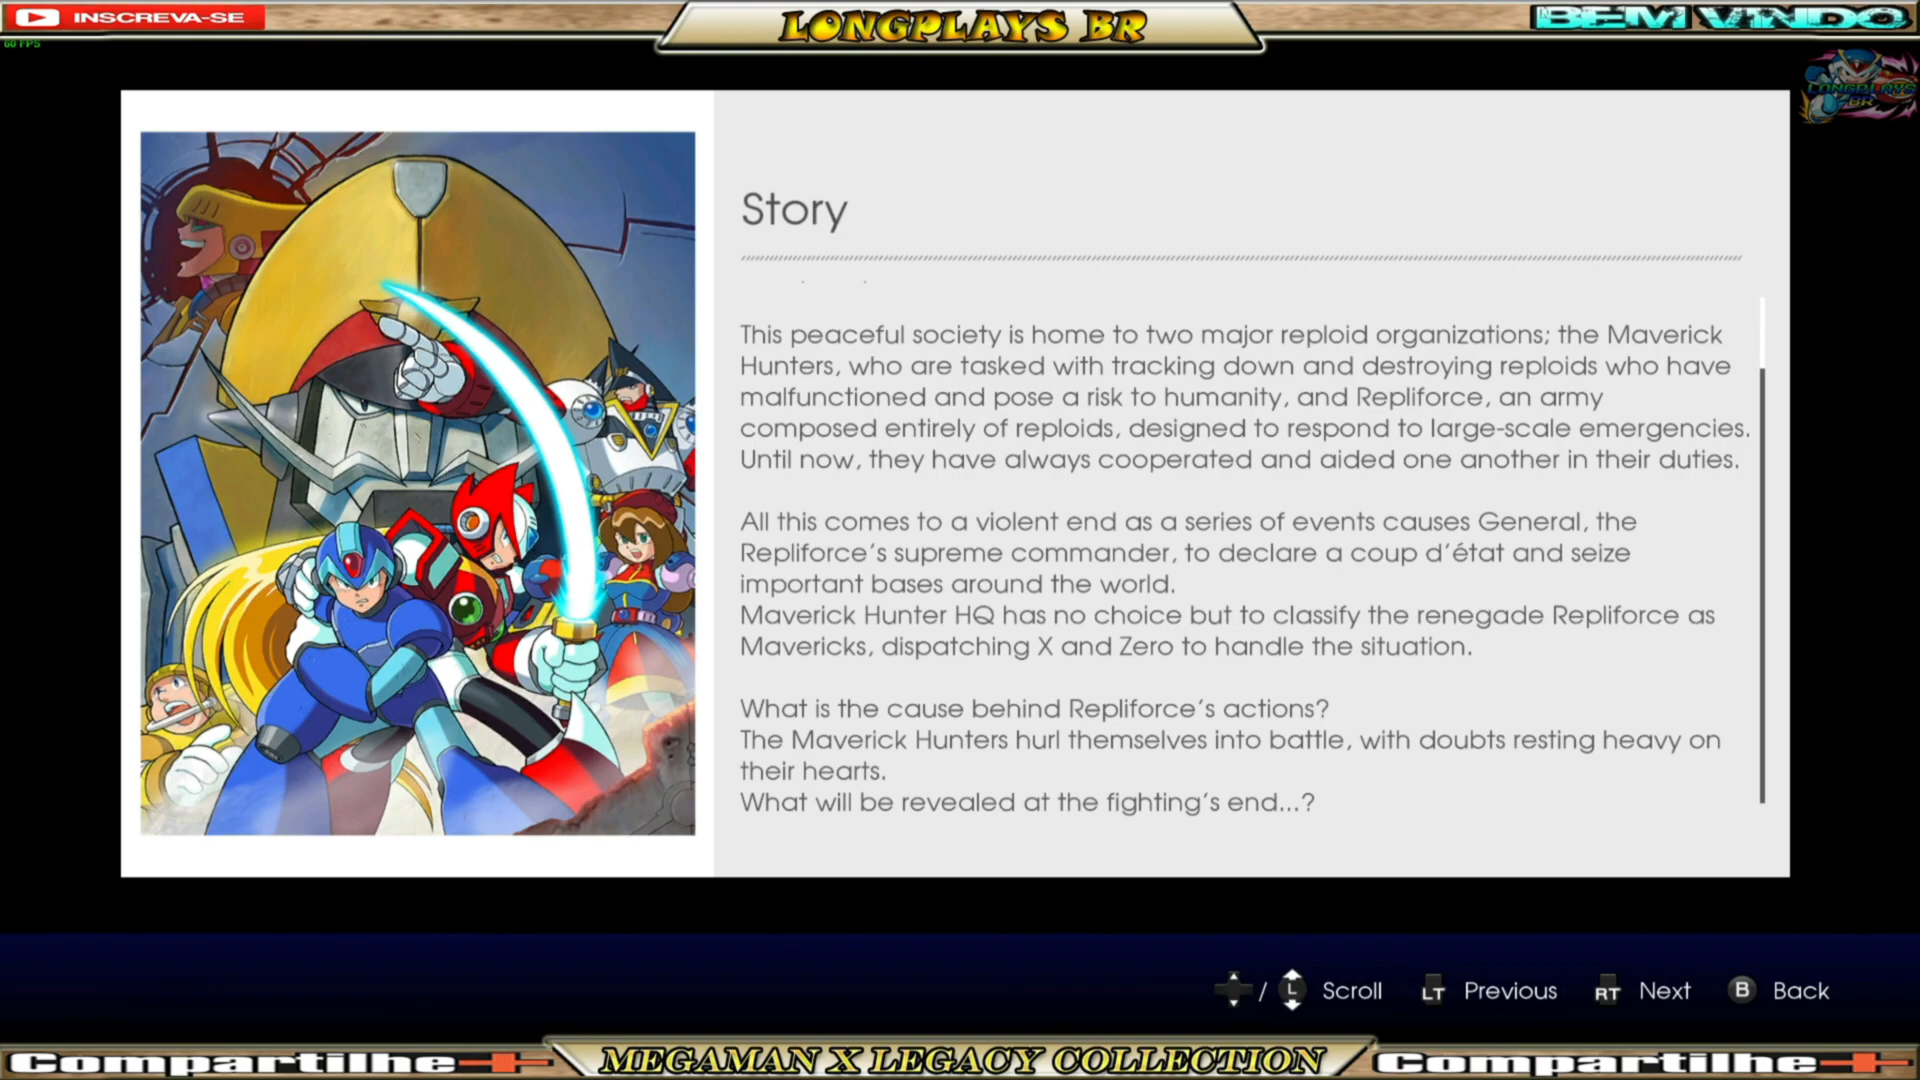 INSCREVA-SE
LONGPLAYS BR
BEM VINDO
60 FPS
LONGPLAYS
BR
Story
This peaceful society is home to two major reploid organizations; the Maverick
Hunters, who are tasked with tracking down and destroying reploids who have
malfunctioned and pose a risk to humanity, and Repliforce, an army
composed entirely of reploids, designed to respond to large-scale emergencies.
Until now, they have always cooperated and aided one another in their duties.
All this comes to a violent end as a series of events causes General, the
Repliforce's supreme commander, to declare a coup d'état and seize
important bases around the world.
Maverick Hunter HQ has no choice but to classify the renegade Repliforce as
Mavericks, dispatching X and Zero to handle the situation.
What is the cause behind Repliforce's actions?
The Maverick Hunters hurl themselves into battle, with doubts resting heavy on
their hearts.
What will be revealed at the fighting's end...?
/ L Scroll LT Previous RT Next B Back
Compartilhe
MEGAMAN X LEGACY COLLECTION
Compartilhe